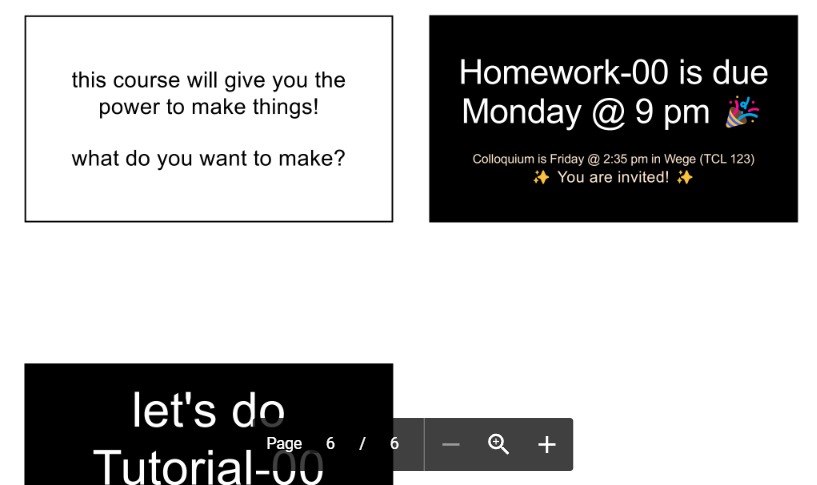 this course will give you the
power to make things!
what do you want to make?
Homework-00 is due
Monday @ 9 pm 🎉
Colloquium is Friday @ 2:35 pm in Wege (TCL 123)
✨ You are invited! ✨
let's do
Tutorial-00
Page 6 / 6